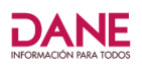 DANE
INFORMACIÓN PARA TODOS